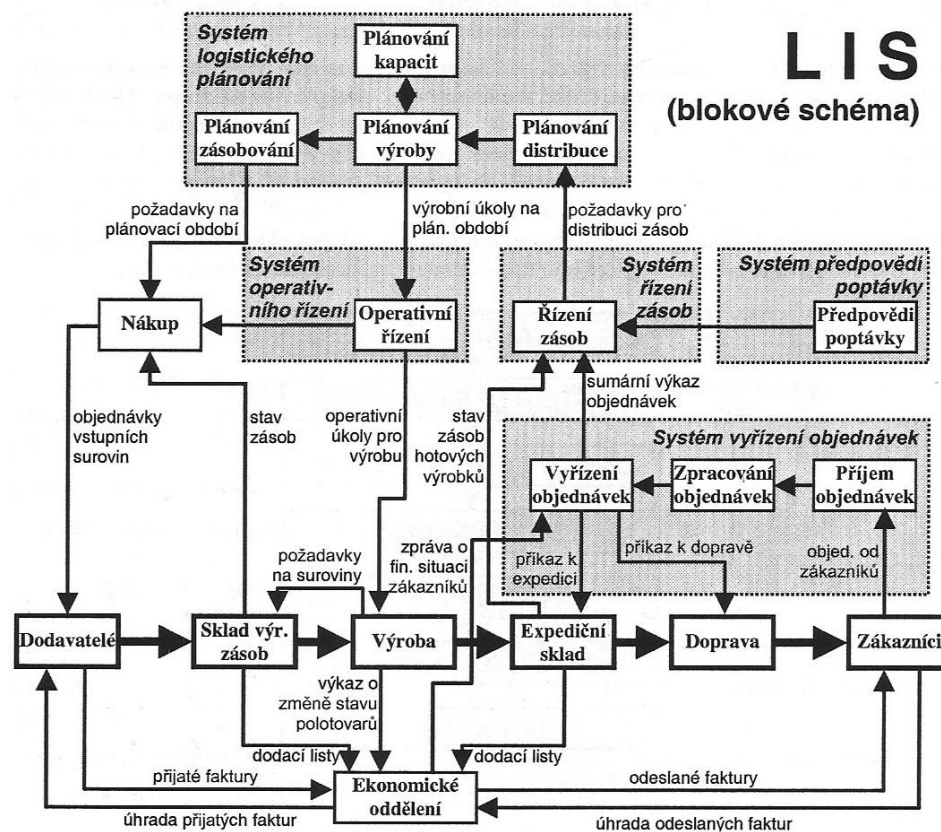 L I S
(blokové schéma)
Systém
logistického
plánování
Plánování
kapacit
Plánování
zásobování
Plánování
výroby
Plánování
distribuce
požadavky na
plánovací období
výrobní úkoly na
plán. období
požadavky pro
distribuci zásob
Systém
operativ-
ního řízení
Systém
řízení
zásob
Systém předpovědí
poptávky
Nákup
Operativní
řízení
Řízení
zásob
Předpovědi
poptávky
objednávky
vstupních
surovin
stav
zásob
operativní
úkoly pro
výrobu
stav
zásob
hotových
výrobků
sumární výkaz
objednávek
Systém vyřízení objednávek
Vyřízení
objednávek
Zpracování
objednávek
Příjem
objednávek
požadavky
na suroviny
zpráva o
fin. situaci
zákazníků
příkaz k
expedici
příkaz k dopravě
objed. od
zákazníků
Dodavatelé
Sklad výr.
zásob
Výroba
Expediční
sklad
Doprava
Zákazníci
výkaz o
změně stavu
polotovarů
dodací listy
dodací listy
přijaté faktury
Ekonomické
oddělení
odeslané faktury
úhrada přijatých faktur
úhrada odeslaných faktur